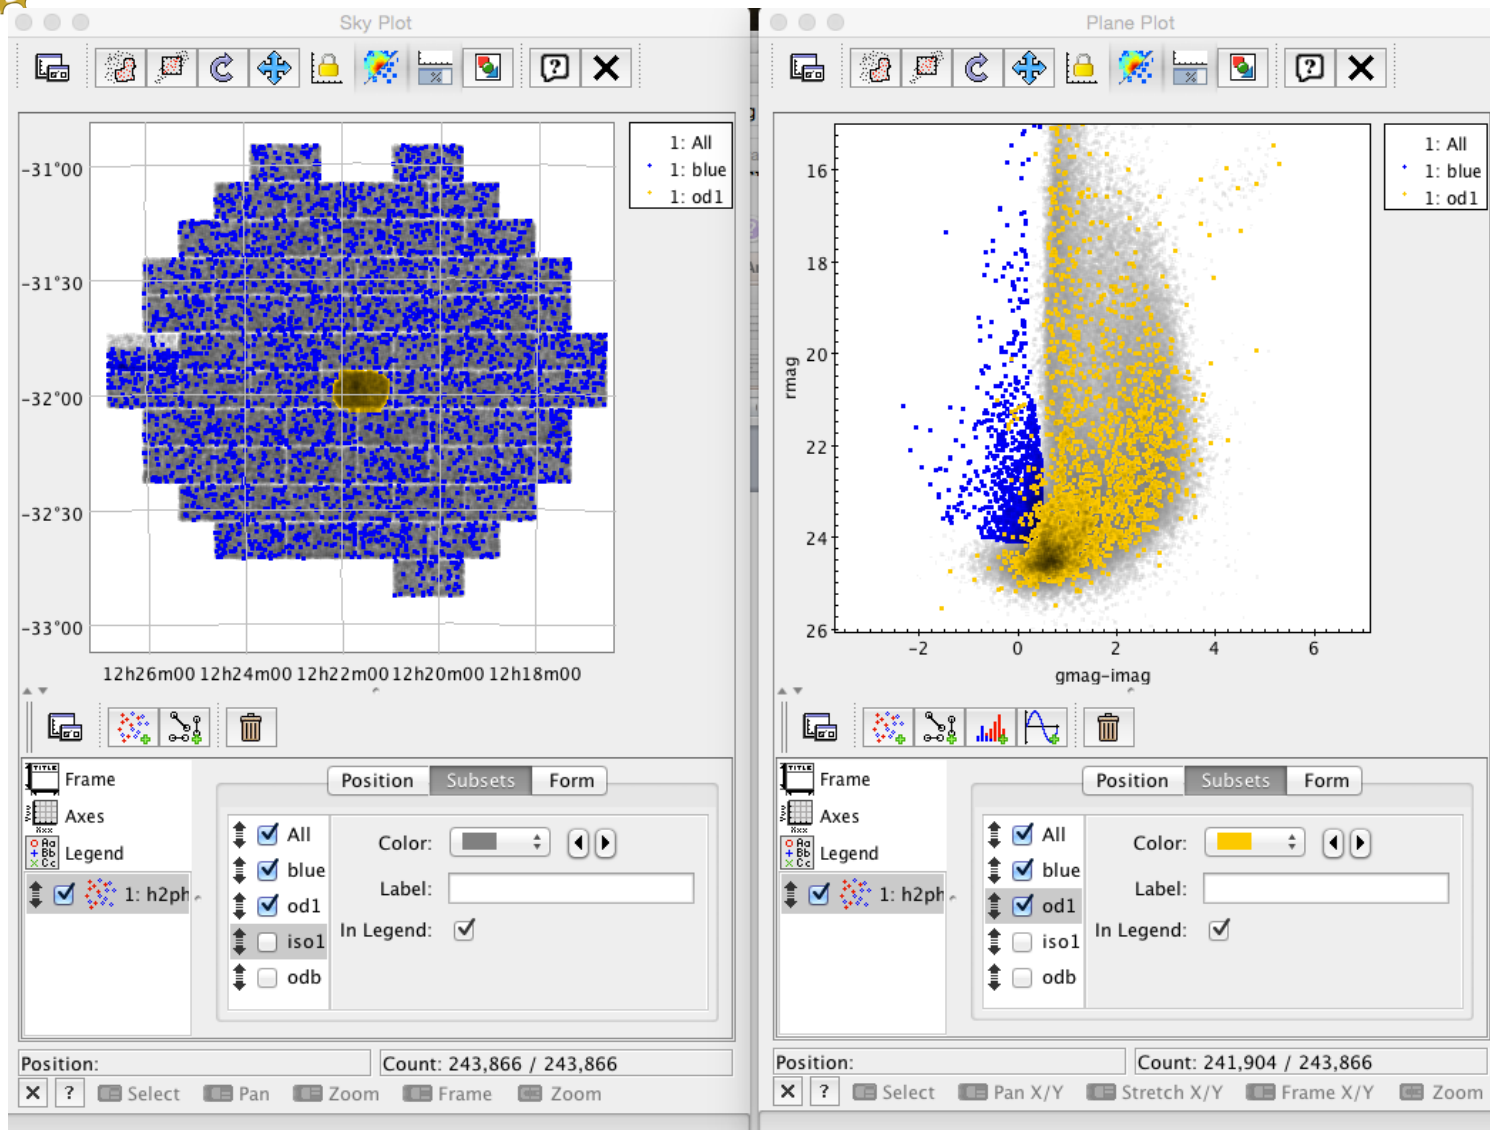 Sky Plot
1: All
1: blue
1: od1
-31°00
-31°30
-32°00
-32°30
-33°00
12h26m00 12h24m00 12h22m00 12h20m00 12h18m00
Frame
Axes
Legend
1: h2ph
Position Subsets Form
All
blue
od1
iso1
odb
Color:
Label:
In Legend:
Position:
Count: 243,866 / 243,866
Select Pan Zoom Frame Zoom
Plane Plot
1: All
1: blue
1: od1
rmag
16
18
20
22
24
26
-2 0 2 4 6
gmag-imag
Frame
Axes
Legend
1: h2ph
Position Subsets Form
All
blue
od1
iso1
odb
Color:
Label:
In Legend:
Position:
Count: 241,904 / 243,866
Select Pan X/Y Stretch X/Y Frame X/Y Zoom